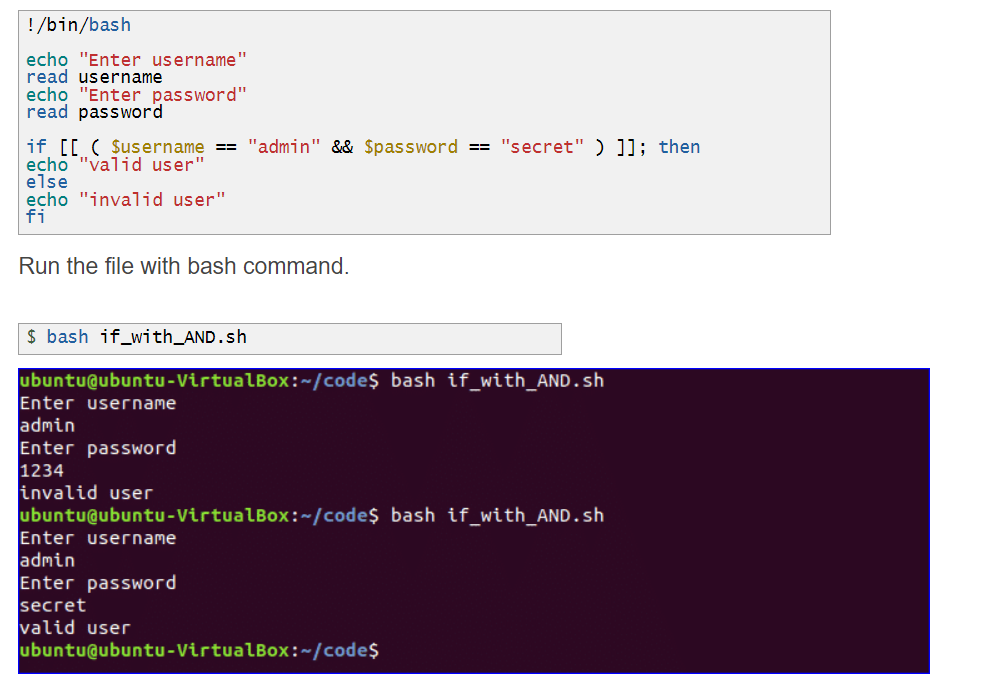 !/bin/bash
echo "Enter username"
read username
echo "Enter password"
read password
if [[ ( $username == "admin" && $password == "secret" ) ]]; then
echo "valid user"
else
echo "invalid user"
fi
Run the file with bash command.
$ bash if_with_AND.sh
ubuntu@ubuntu-VirtualBox:~/code$ bash if_with_AND.sh
Enter username
admin
Enter password
1234
invalid user
ubuntu@ubuntu-VirtualBox:~/code$ bash if_with_AND.sh
Enter username
admin
Enter password
secret
valid user
ubuntu@ubuntu-VirtualBox:~/code$